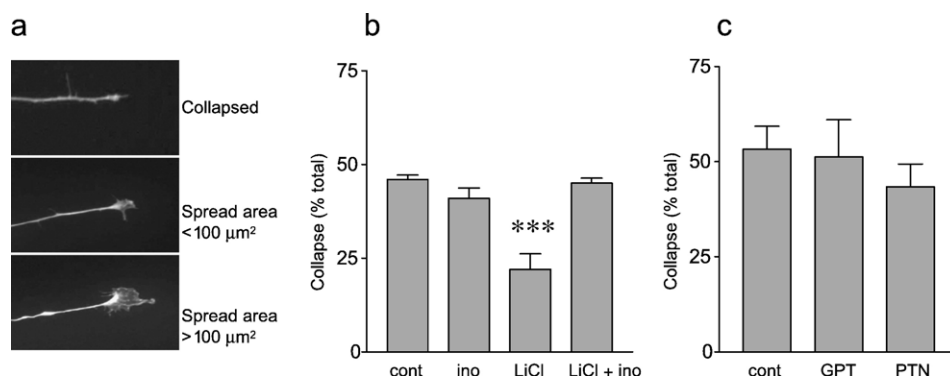 a
Collapsed
Spread area
<100 μm²
Spread area
>100 μm²
b
Collapse (% total)
75
50
25
0
***
cont ino LiCl LiCl + ino
c
Collapse (% total)
75
50
25
0
cont GPT PTN